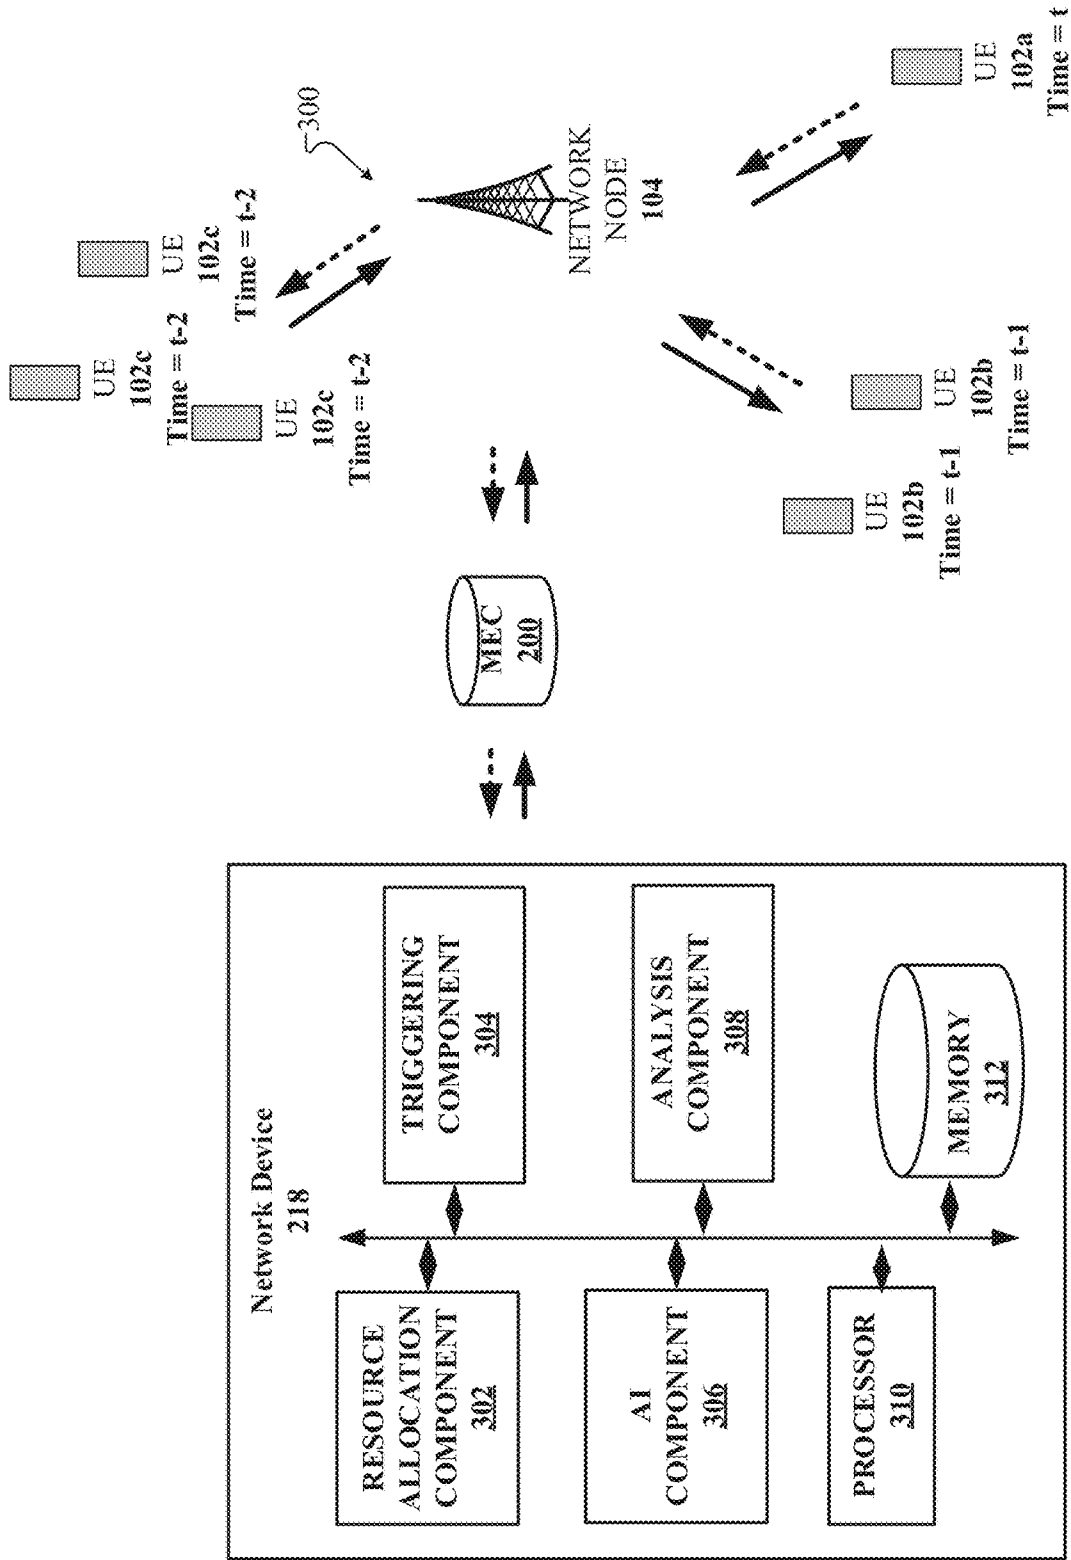 Network Device
218
RESOURCE
ALLOCATION
COMPONENT
302
TRIGGERING
COMPONENT
304
AI
COMPONENT
306
ANALYSIS
COMPONENT
308
PROCESSOR
310
MEMORY
312
MEC
200
300
NETWORK
NODE
104
UE
102c
Time = t-2
UE
102c
Time = t-2
UE
102c
Time = t-2
UE
102b
Time = t-1
UE
102b
Time = t-1
UE
102a
Time = t